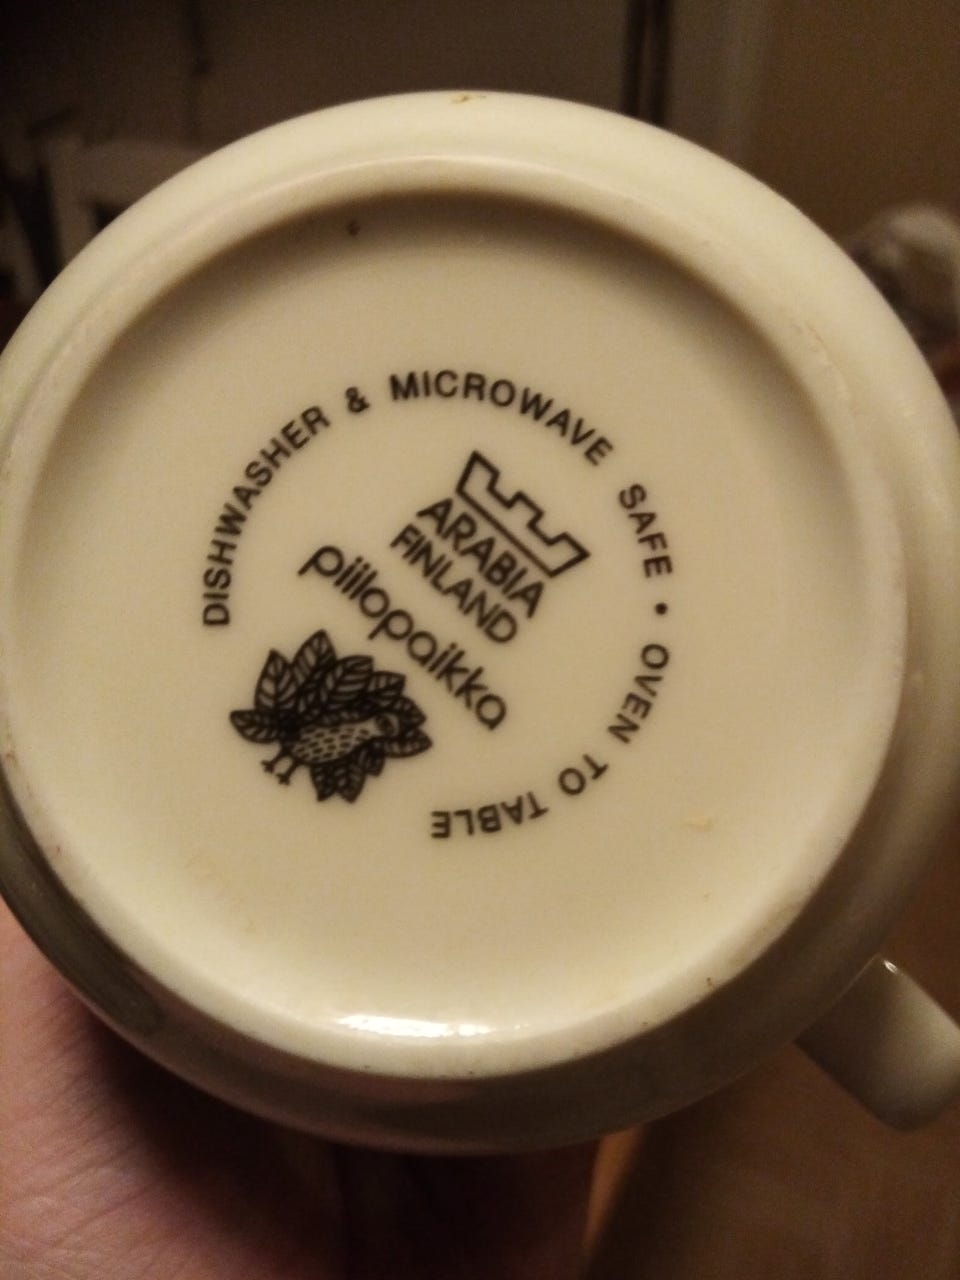 DISHWASHER & MICROWAVE SAFE • OVEN TO TABLE
ARABIA
FINLAND
piilopaikka